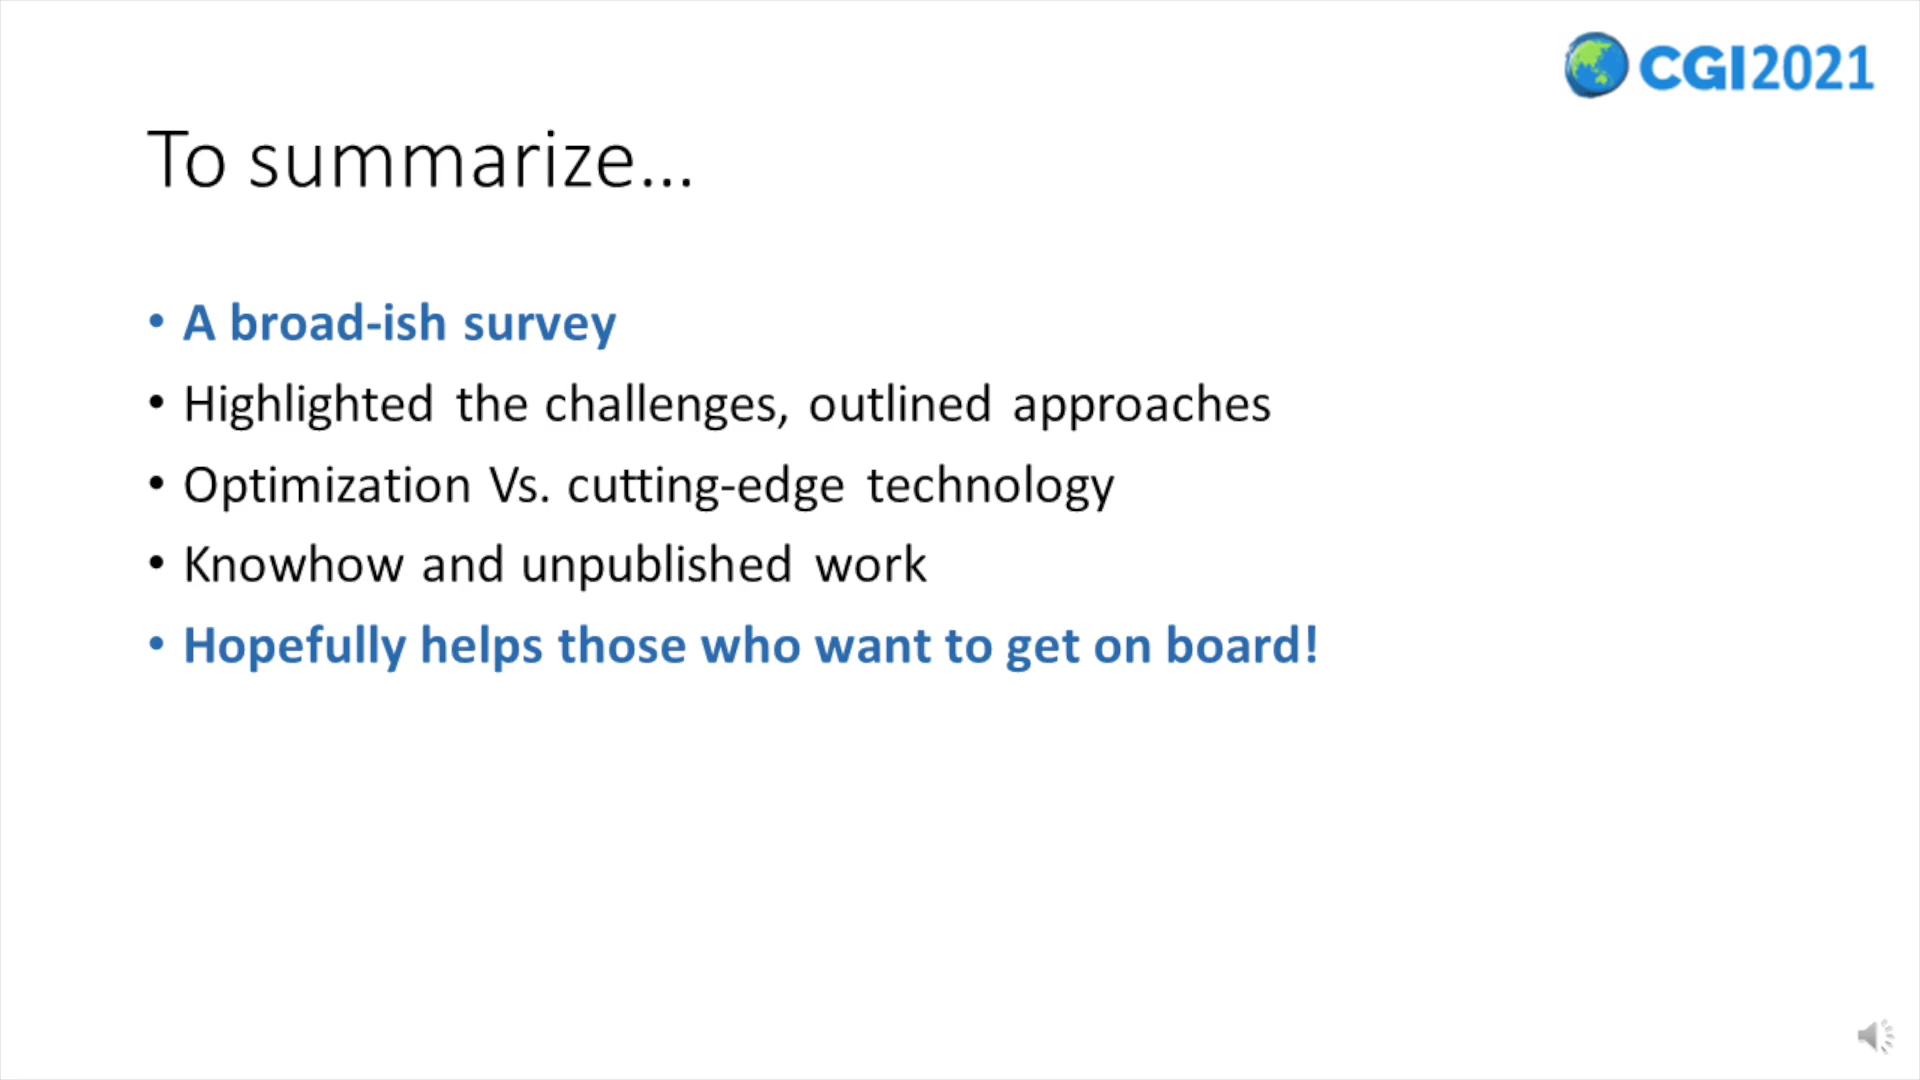 CGI2021
To summarize...
• A broad-ish survey
• Highlighted the challenges, outlined approaches
• Optimization Vs. cutting-edge technology
• Knowhow and unpublished work
• Hopefully helps those who want to get on board!